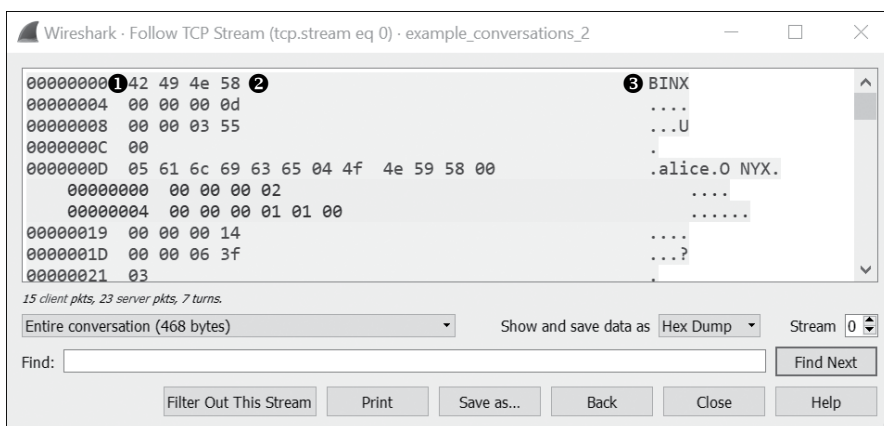 Wireshark · Follow TCP Stream (tcp.stream eq 0) · example_conversations_2
00000000 ❶ 42 49 4e 58 ❷ ❸ BINX
00000004 00 00 00 0d ....
00000008 00 00 03 55 ...U
0000000C 00 .
0000000D 05 61 6c 69 63 65 04 4f 4e 59 58 00 .alice.O NYX.
00000000 00 00 00 02 ....
00000004 00 00 00 01 01 00 ......
00000019 00 00 00 14 ....
0000001D 00 00 06 3f ...?
00000021 03 .
15 client pkts, 23 server pkts, 7 turns.
Entire conversation (468 bytes) Show and save data as Hex Dump Stream 0
Find: Find Next
Filter Out This Stream Print Save as... Back Close Help